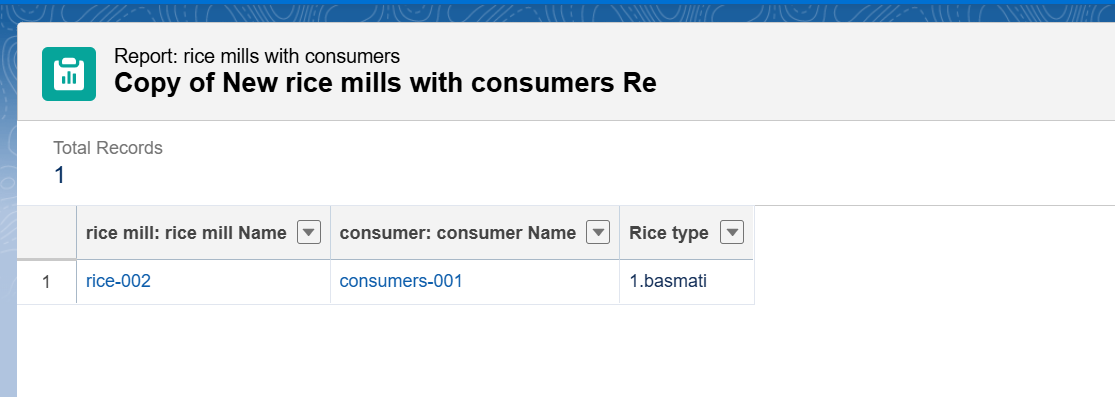 Report: rice mills with consumers
Copy of New rice mills with consumers Re
Total Records
1
rice mill: rice mill Name consumer: consumer Name Rice type
1 rice-002 consumers-001 1.basmati